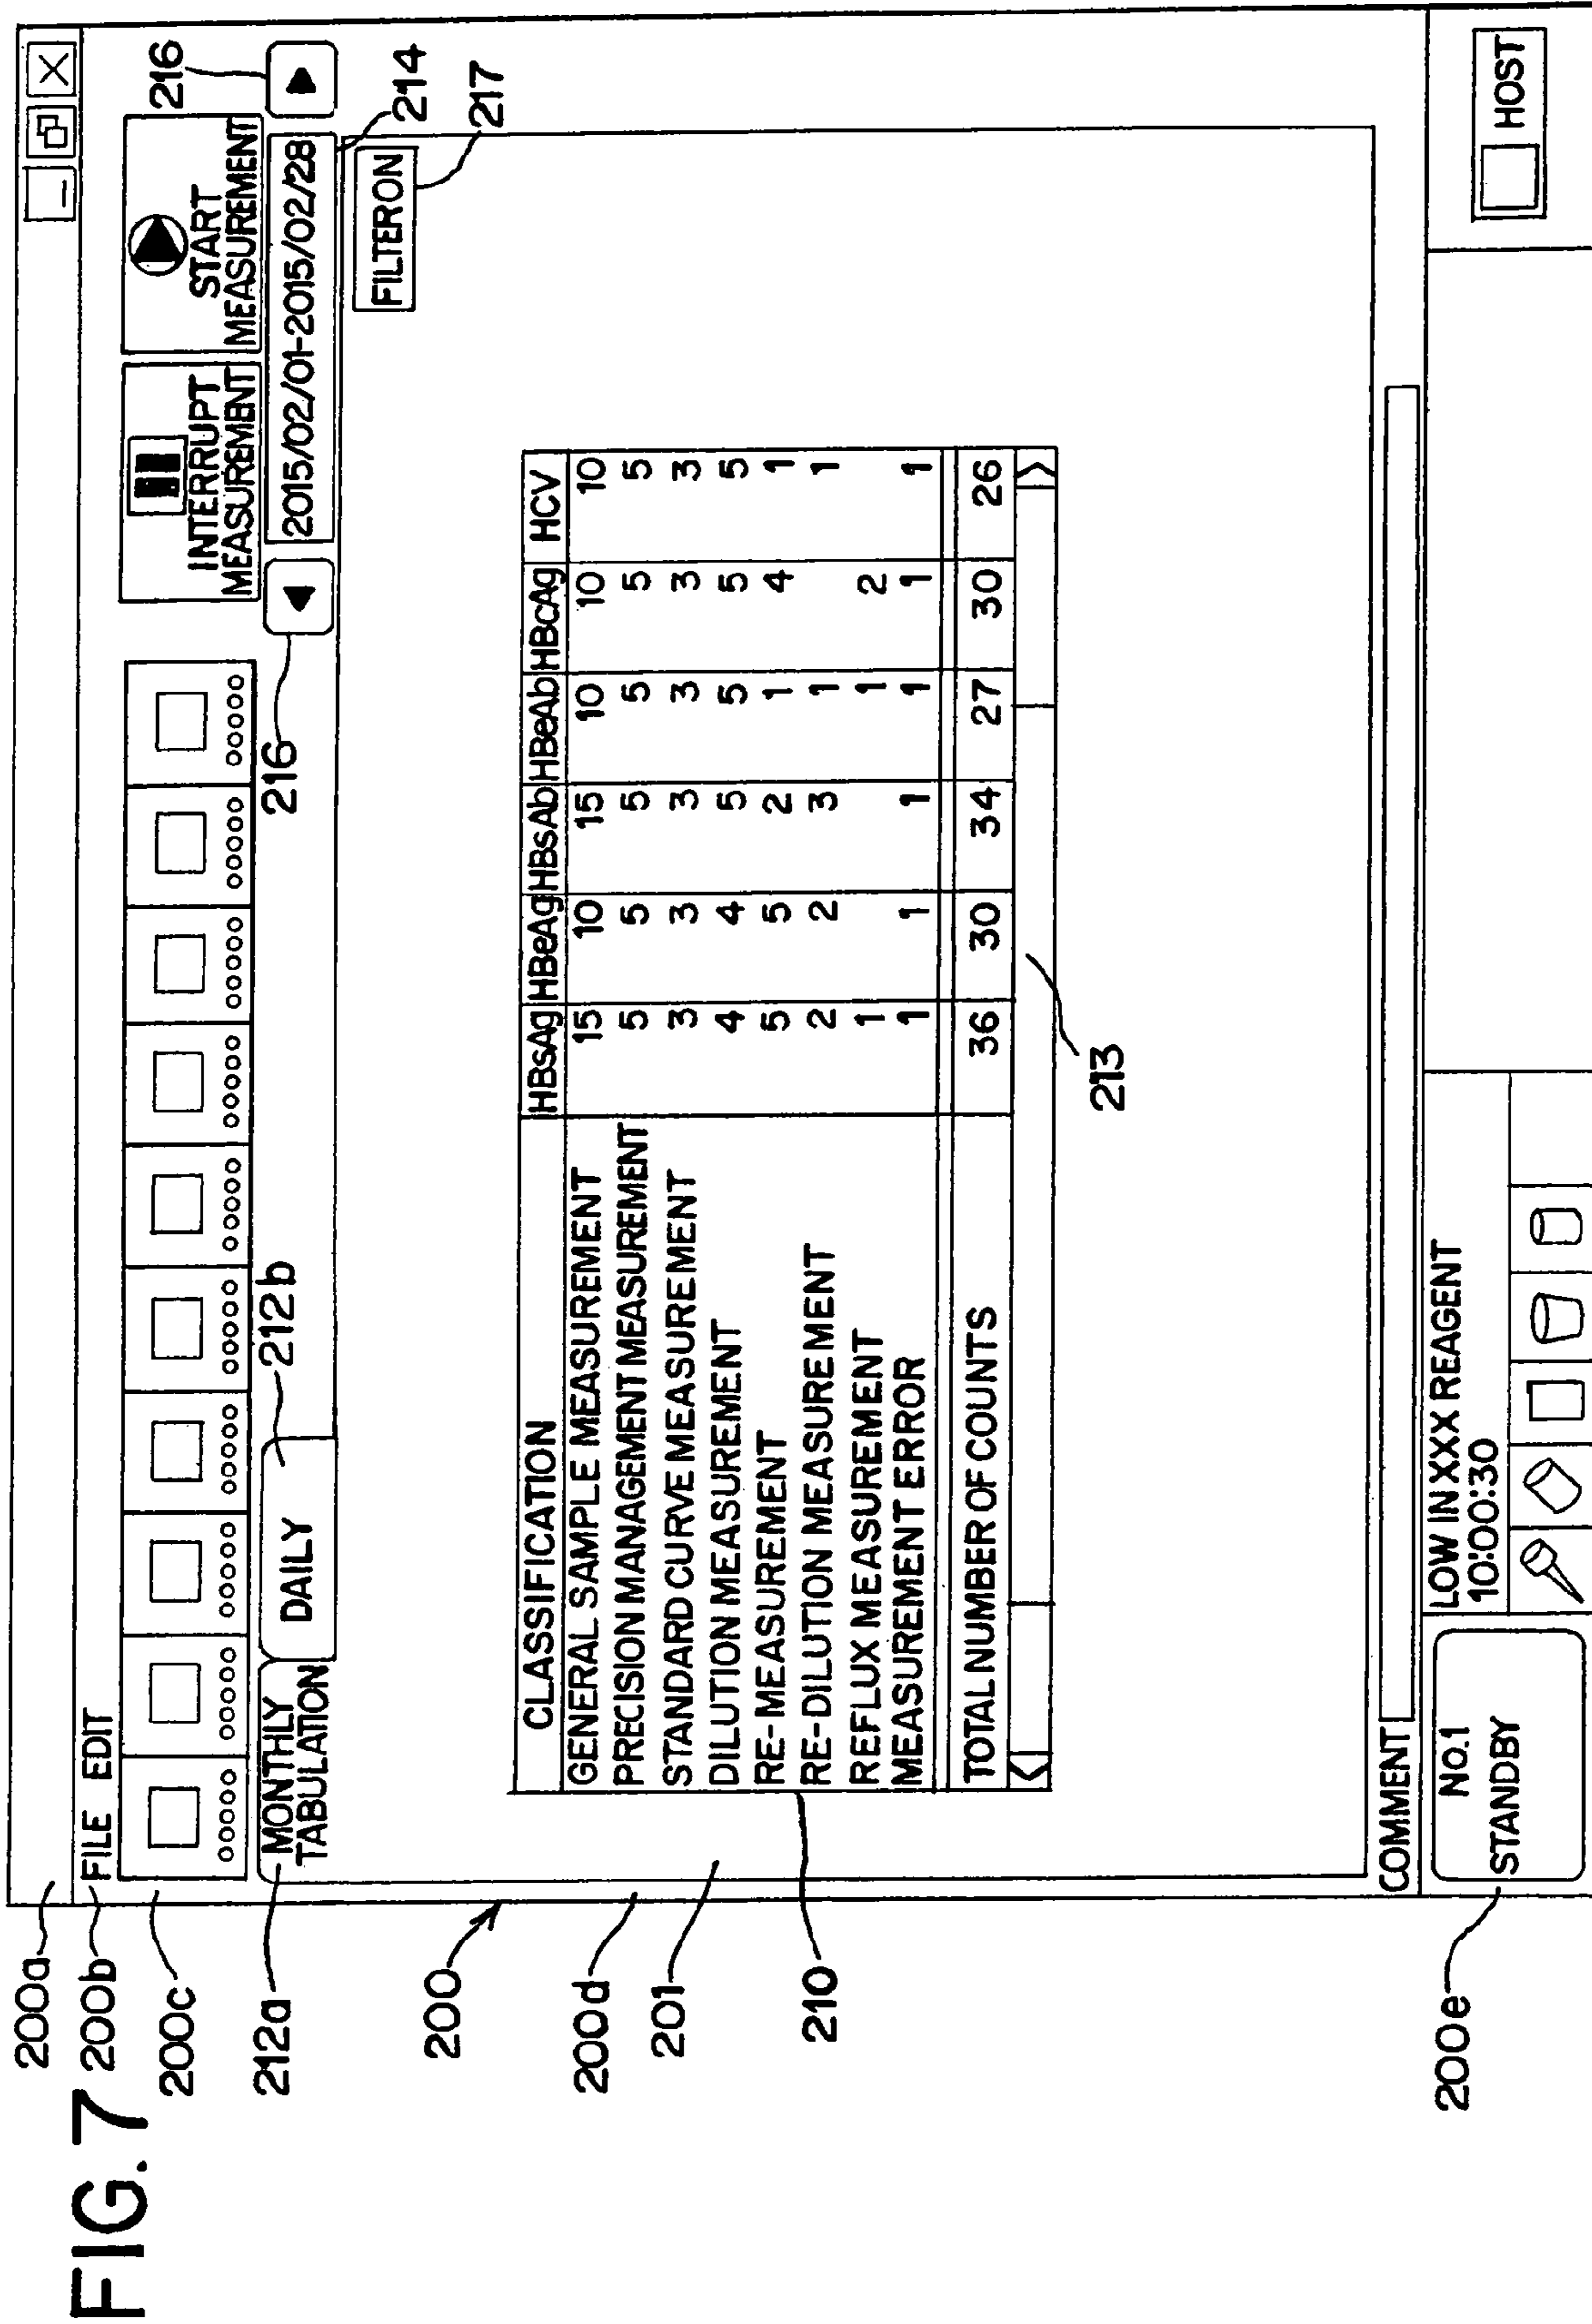 FIG. 7
200a
200b
FILE EDIT
200c
INTERRUPT
MEASUREMENT
START
MEASUREMENT
216
212a
MONTHLY
TABULATION
DAILY
212b
216
2015/02/01-2015/02/28
214
FILTERON
217
200
200d
201
210
CLASSIFICATION HBsAg HBeAg HBsAb HBeAb HBcAg HCV
GENERAL SAMPLE MEASUREMENT 15 10 15 10 10 10
PRECISION MANAGEMENT MEASUREMENT 5 5 5 5 5 5
STANDARD CURVE MEASUREMENT 3 3 3 3 3 3
DILUTION MEASUREMENT 4 4 5 5 5 5
RE-MEASUREMENT 5 5 2 1 4 1
RE-DILUTION MEASUREMENT 2 2 3 1 1
REFLUX MEASUREMENT 1 1 2
MEASUREMENT ERROR 1 1 1 1 1 1
TOTAL NUMBER OF COUNTS 36 30 34 27 30 26
213
COMMENT
200e
NO.1
STANDBY
LOW IN XXX REAGENT
10:00:30
HOST